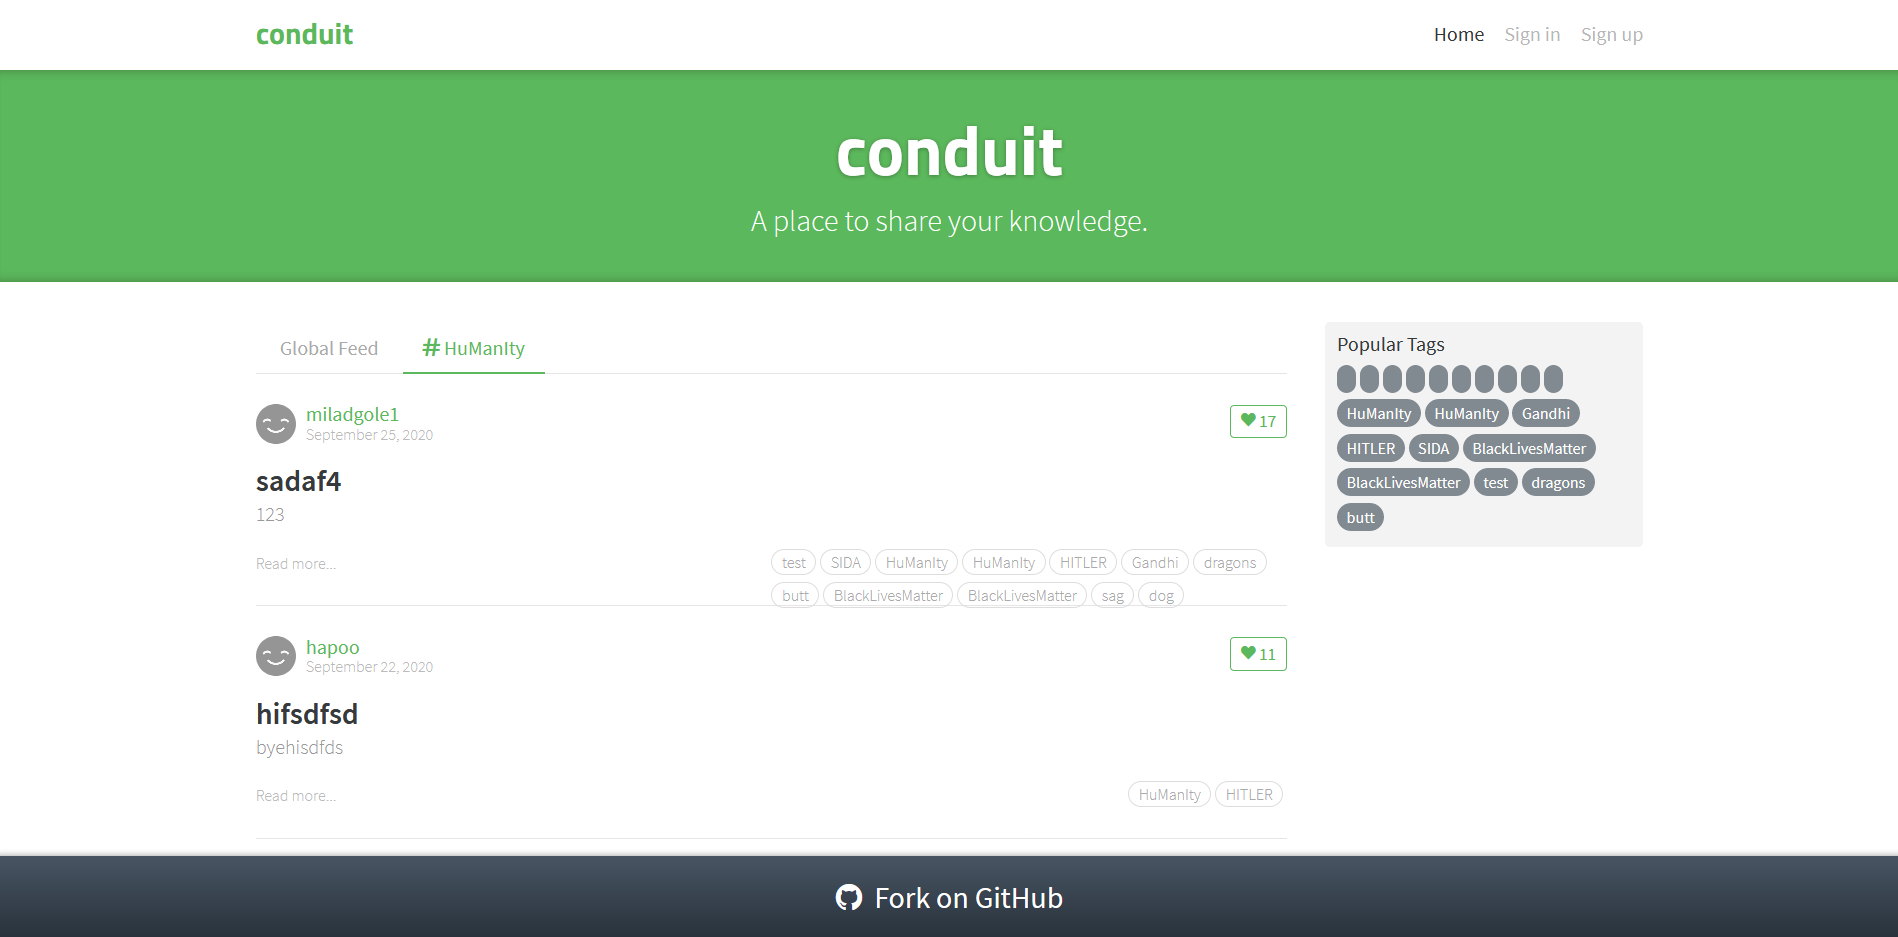 conduit
Home Sign in Sign up
conduit
A place to share your knowledge.
Global Feed #HuManIty
miladgole1
September 25, 2020
17
sadaf4
123
Read more...
test SIDA HuManIty HuManIty HITLER Gandhi dragons
butt BlackLivesMatter BlackLivesMatter sag dog
hapoo
September 22, 2020
11
hifsdfsd
byehisdfds
Read more...
HuManIty HITLER
Popular Tags
HuManIty HuManIty Gandhi
HITLER SIDA BlackLivesMatter
BlackLivesMatter test dragons
butt
Fork on GitHub